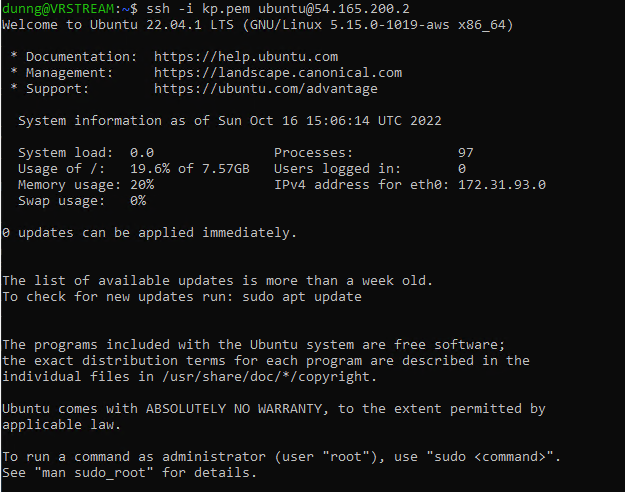 dunng@VRSTREAM:~$ ssh -i kp.pem ubuntu@54.165.200.2
Welcome to Ubuntu 22.04.1 LTS (GNU/Linux 5.15.0-1019-aws x86_64)
* Documentation:  https://help.ubuntu.com
* Management:     https://landscape.canonical.com
* Support:        https://ubuntu.com/advantage
System information as of Sun Oct 16 15:06:14 UTC 2022
System load:  0.0               Processes:             97
Usage of /:   19.6% of 7.57GB   Users logged in:       0
Memory usage: 20%               IPv4 address for eth0: 172.31.93.0
Swap usage:   0%
0 updates can be applied immediately.
The list of available updates is more than a week old.
To check for new updates run: sudo apt update
The programs included with the Ubuntu system are free software;
the exact distribution terms for each program are described in the
individual files in /usr/share/doc/*/copyright.
Ubuntu comes with ABSOLUTELY NO WARRANTY, to the extent permitted by
applicable law.
To run a command as administrator (user "root"), use "sudo <command>".
See "man sudo_root" for details.